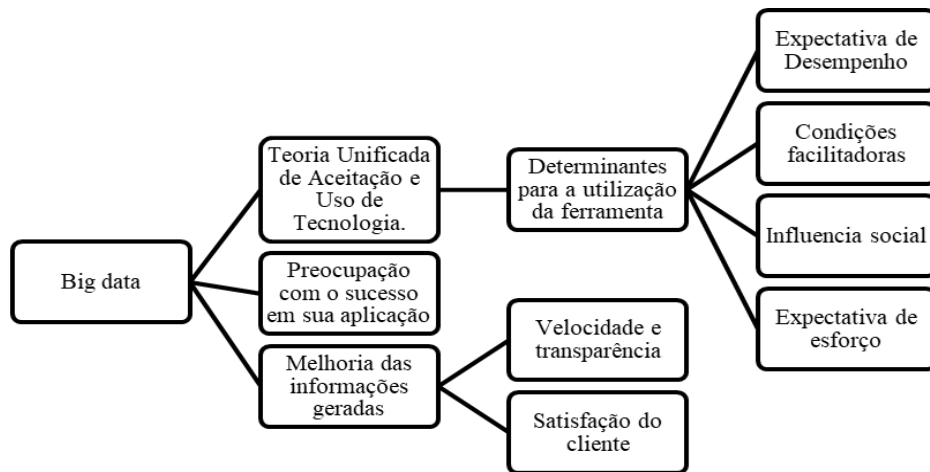 Big data
Teoria Unificada
de Aceitação e
Uso de
Tecnologia.
Preocupação
com o sucesso
em sua aplicação
Melhoria das
informações
geradas
Determinantes
para a utilização
da ferramenta
Velocidade e
transparência
Satisfação do
cliente
Expectativa de
Desempenho
Condições
facilitadoras
Influencia social
Expectativa de
esforço